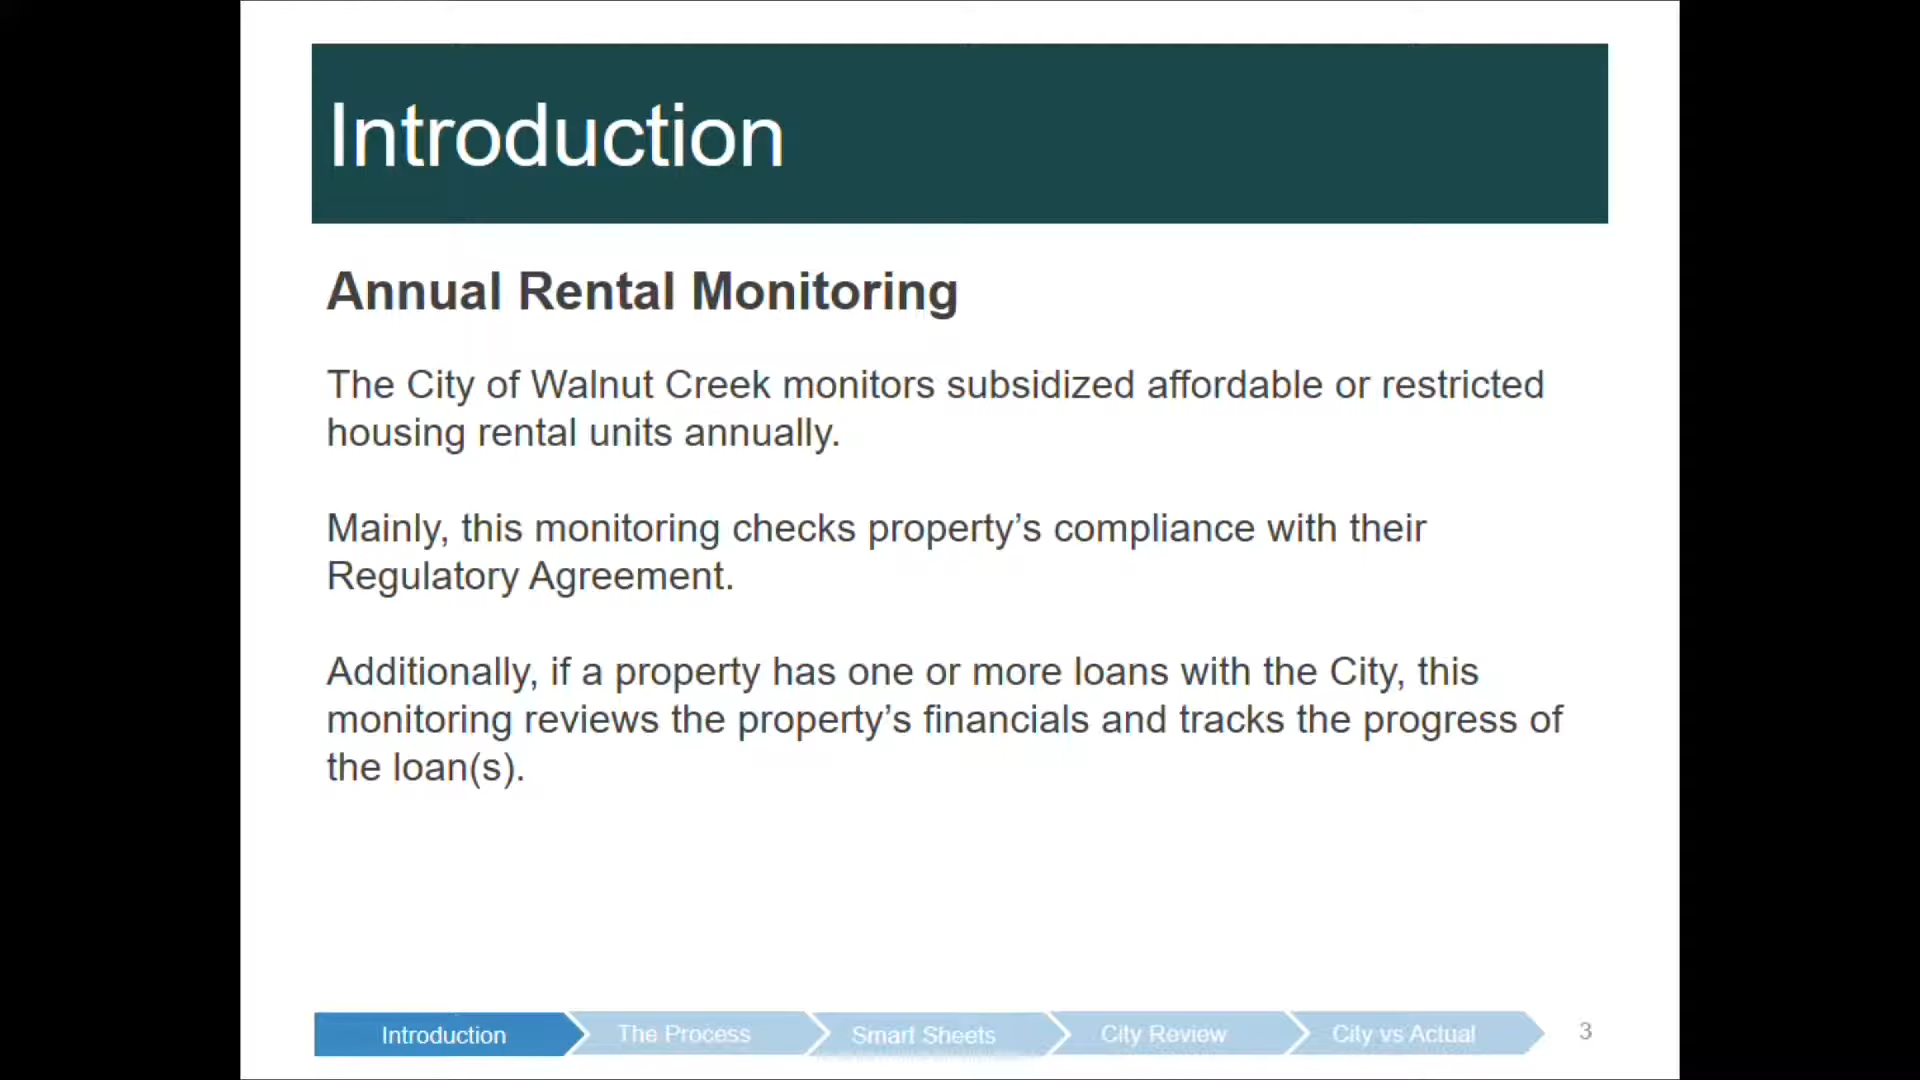 Introduction
Annual Rental Monitoring
The City of Walnut Creek monitors subsidized affordable or restricted
housing rental units annually.
Mainly, this monitoring checks property’s compliance with their
Regulatory Agreement.
Additionally, if a property has one or more loans with the City, this
monitoring reviews the property’s financials and tracks the progress of
the loan(s).
Introduction
The Process
Smart Sheets
City Review
City vs Actual
3